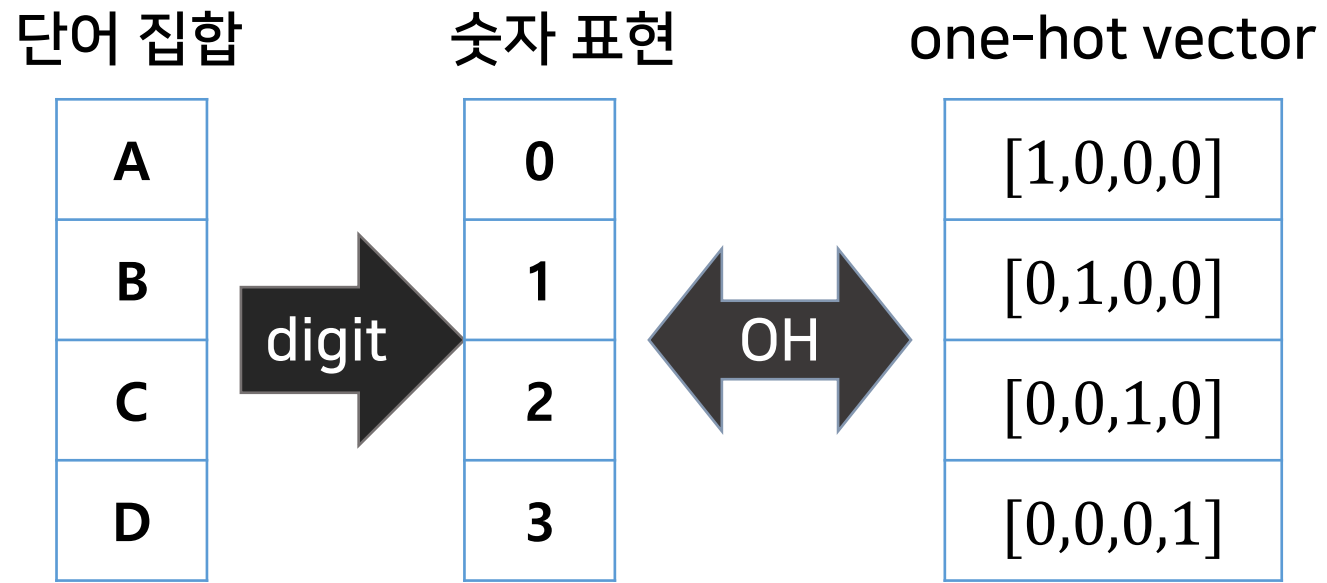 단어 집합 숫자 표현 one-hot vector
A 0 [1,0,0,0]
B 1 [0,1,0,0]
digit OH
C 2 [0,0,1,0]
D 3 [0,0,0,1]